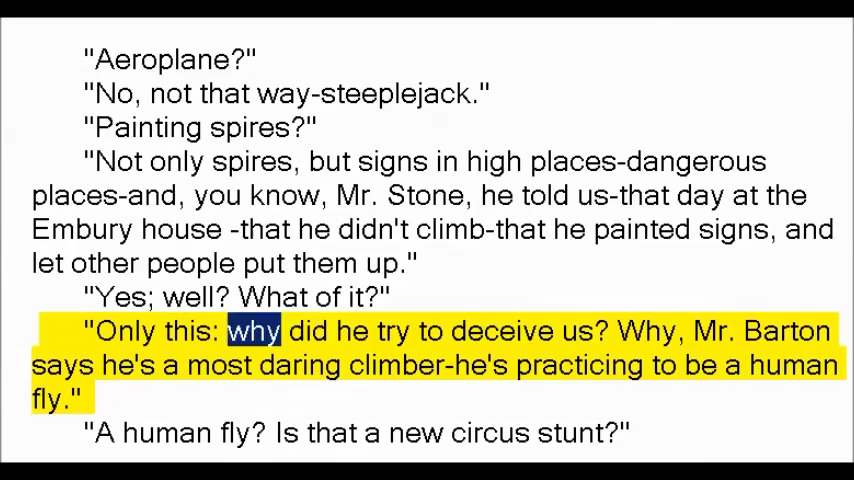 "Aeroplane?"
"No, not that way-steeplejack."
"Painting spires?"
"Not only spires, but signs in high places-dangerous
places-and, you know, Mr. Stone, he told us-that day at the
Embury house -that he didn't climb-that he painted signs, and
let other people put them up."
"Yes; well? What of it?"
"Only this: why did he try to deceive us? Why, Mr. Barton
says he's a most daring climber-he's practicing to be a human
fly."
"A human fly? Is that a new circus stunt?"